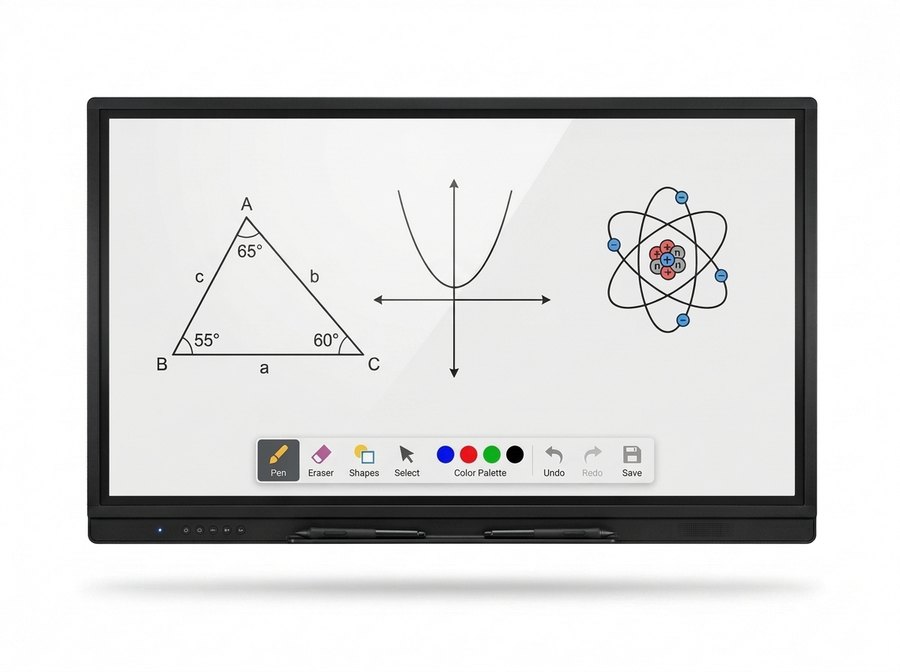 A
65°
c
b
55°
60°
B
a
C
−
−
−
−
+
+
+
+
n
n
n
Pen
Eraser
Shapes
Select
Color Palette
Undo
Redo
Save